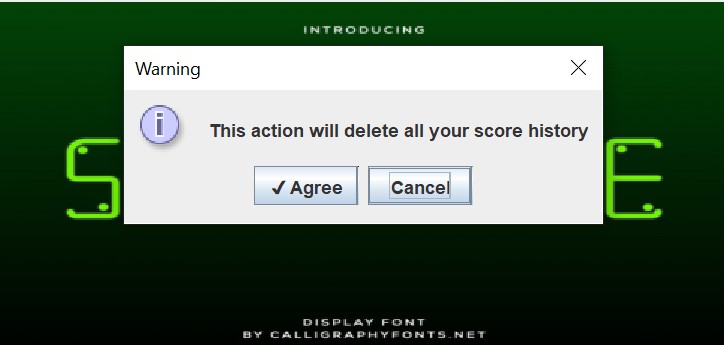 INTRODUCING
Warning
This action will delete all your score history
✓ Agree
Cancel
S E
DISPLAY FONT
BY CALLIGRAPHYFONTS.NET